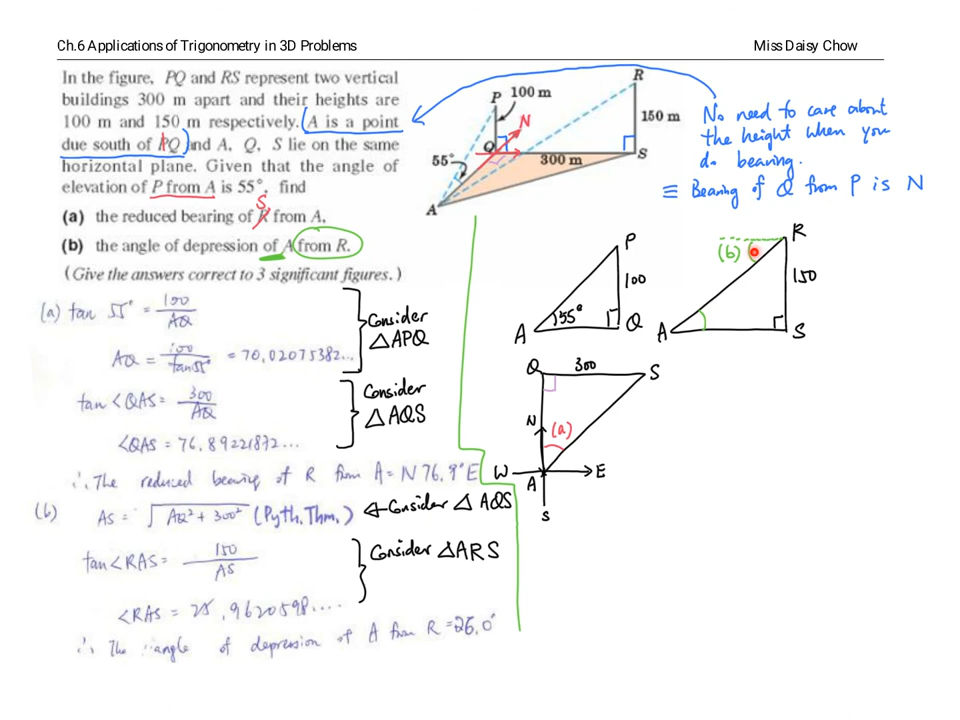 Ch.6 Applications of Trigonometry in 3D Problems
Miss Daisy Chow
In the figure, PQ and RS represent two vertical
buildings 300 m apart and their heights are
100 m and 150 m respectively. (A is a point
due south of PQ) and A, Q, S lie on the same
horizontal plane. Given that the angle of
elevation of P from A is 55°, find
S
(a) the reduced bearing of R from A,
(b) the angle of depression of A from R.
(Give the answers correct to 3 significant figures.)
R
P
100 m
N
150 m
Q
55°
300 m
S
A
No need to care about
the height when you
do bearing.
≡ Bearing of Q from P is N
P
100
A
55°
Q
R
(b)
150
A
S
Q
300
S
N
(a)
W
A
E
S
(a) tan 55° = 100/AQ
AQ = 100/tan55° = 70.02075382...
Consider
△APQ
tan<QAS = 300/AQ
<QAS = 76.89221872...
Consider
△AQS
∴ The reduced bearing of R from A = N 76.9° E
(b) AS = √AQ² + 300² (Pyth. Thm.)
Consider △ AQS
tan<RAS = 150/AS
<RAS = 25.9620598....
Consider △ARS
∴ The angle of depression of A from R = 26.0°